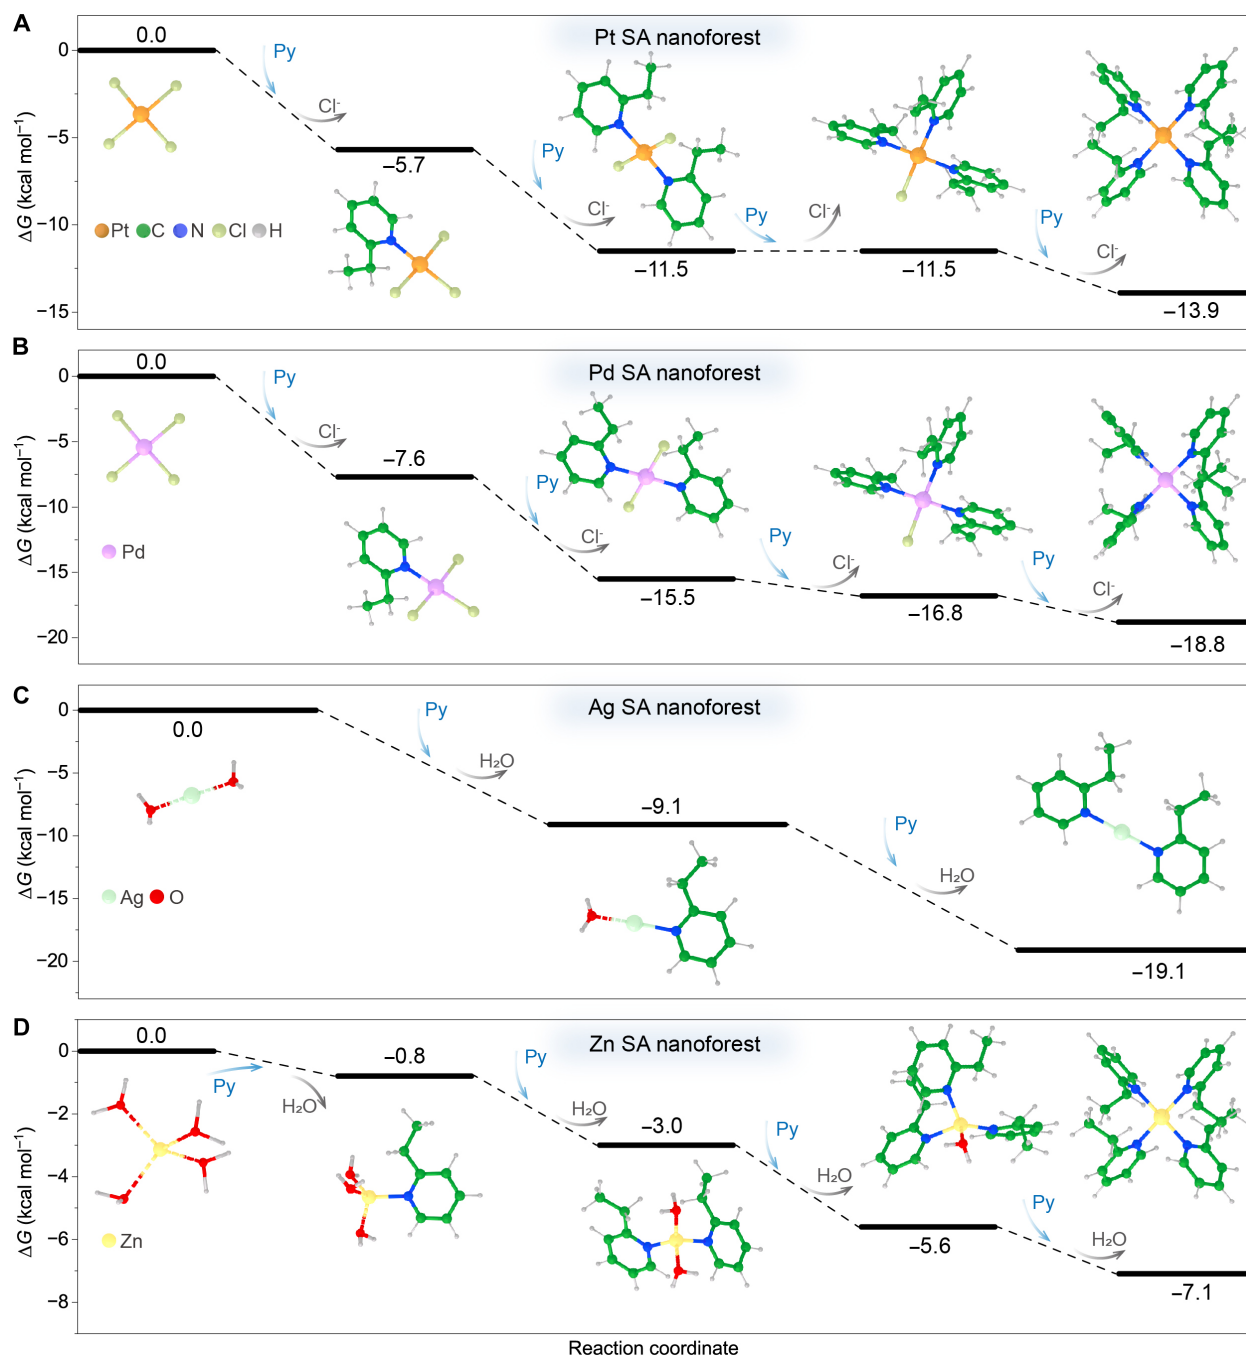 A
Pt SA nanoforest
0.0
Py
Cl⁻
−5.7
Py
Cl⁻
−11.5
Py
Cl⁻
−11.5
Py
Cl⁻
−13.9
Pt C N Cl H
0
−5
−10
−15
ΔG (kcal mol⁻¹)
B
Pd SA nanoforest
0.0
Py
Cl⁻
−7.6
Py
Cl⁻
−15.5
Py
Cl⁻
−16.8
Py
Cl⁻
−18.8
Pd
0
−5
−10
−15
−20
ΔG (kcal mol⁻¹)
C
Ag SA nanoforest
0.0
Py
H₂O
−9.1
Py
H₂O
−19.1
Ag O
0
−5
−10
−15
−20
ΔG (kcal mol⁻¹)
D
Zn SA nanoforest
0.0
Py
H₂O
−0.8
Py
H₂O
−3.0
Py
H₂O
−5.6
Py
H₂O
−7.1
Zn
0
−2
−4
−6
−8
ΔG (kcal mol⁻¹)
Reaction coordinate